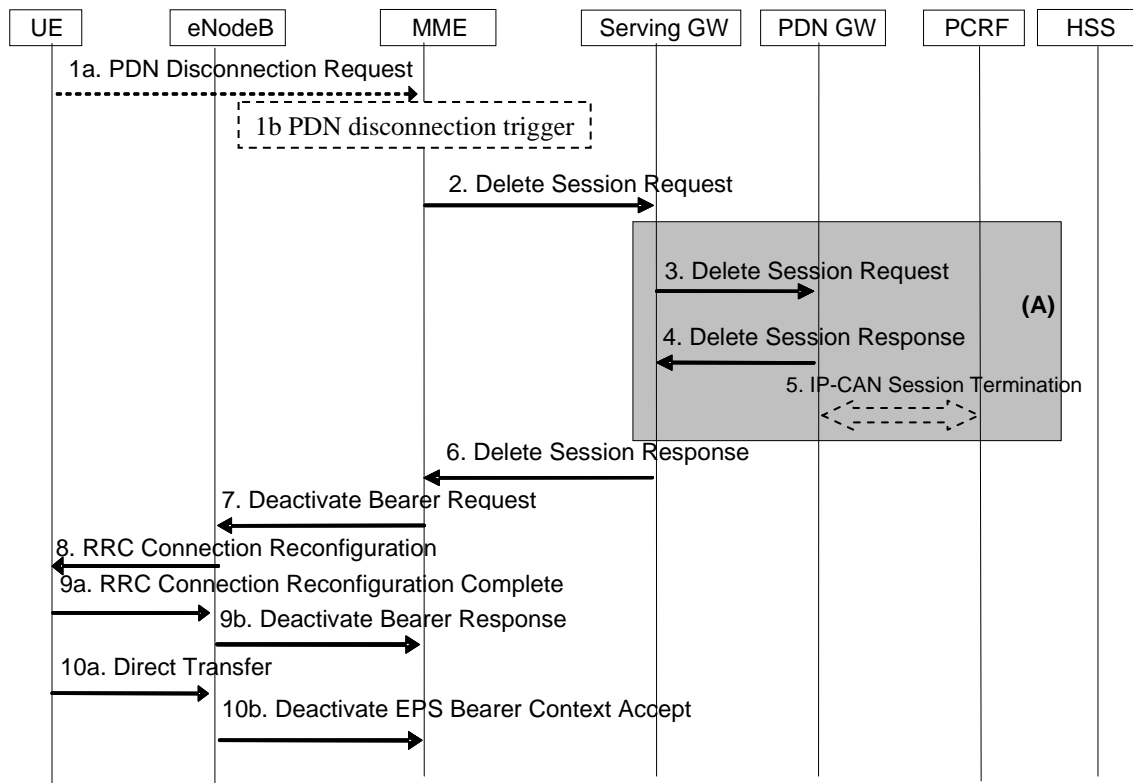 UE
eNodeB
MME
Serving GW
PDN GW
PCRF
HSS
1a. PDN Disconnection Request
1b PDN disconnection trigger
2. Delete Session Request
3. Delete Session Request
(A)
4. Delete Session Response
5. IP-CAN Session Termination
6. Delete Session Response
7. Deactivate Bearer Request
8. RRC Connection Reconfiguration
9a. RRC Connection Reconfiguration Complete
9b. Deactivate Bearer Response
10a. Direct Transfer
10b. Deactivate EPS Bearer Context Accept